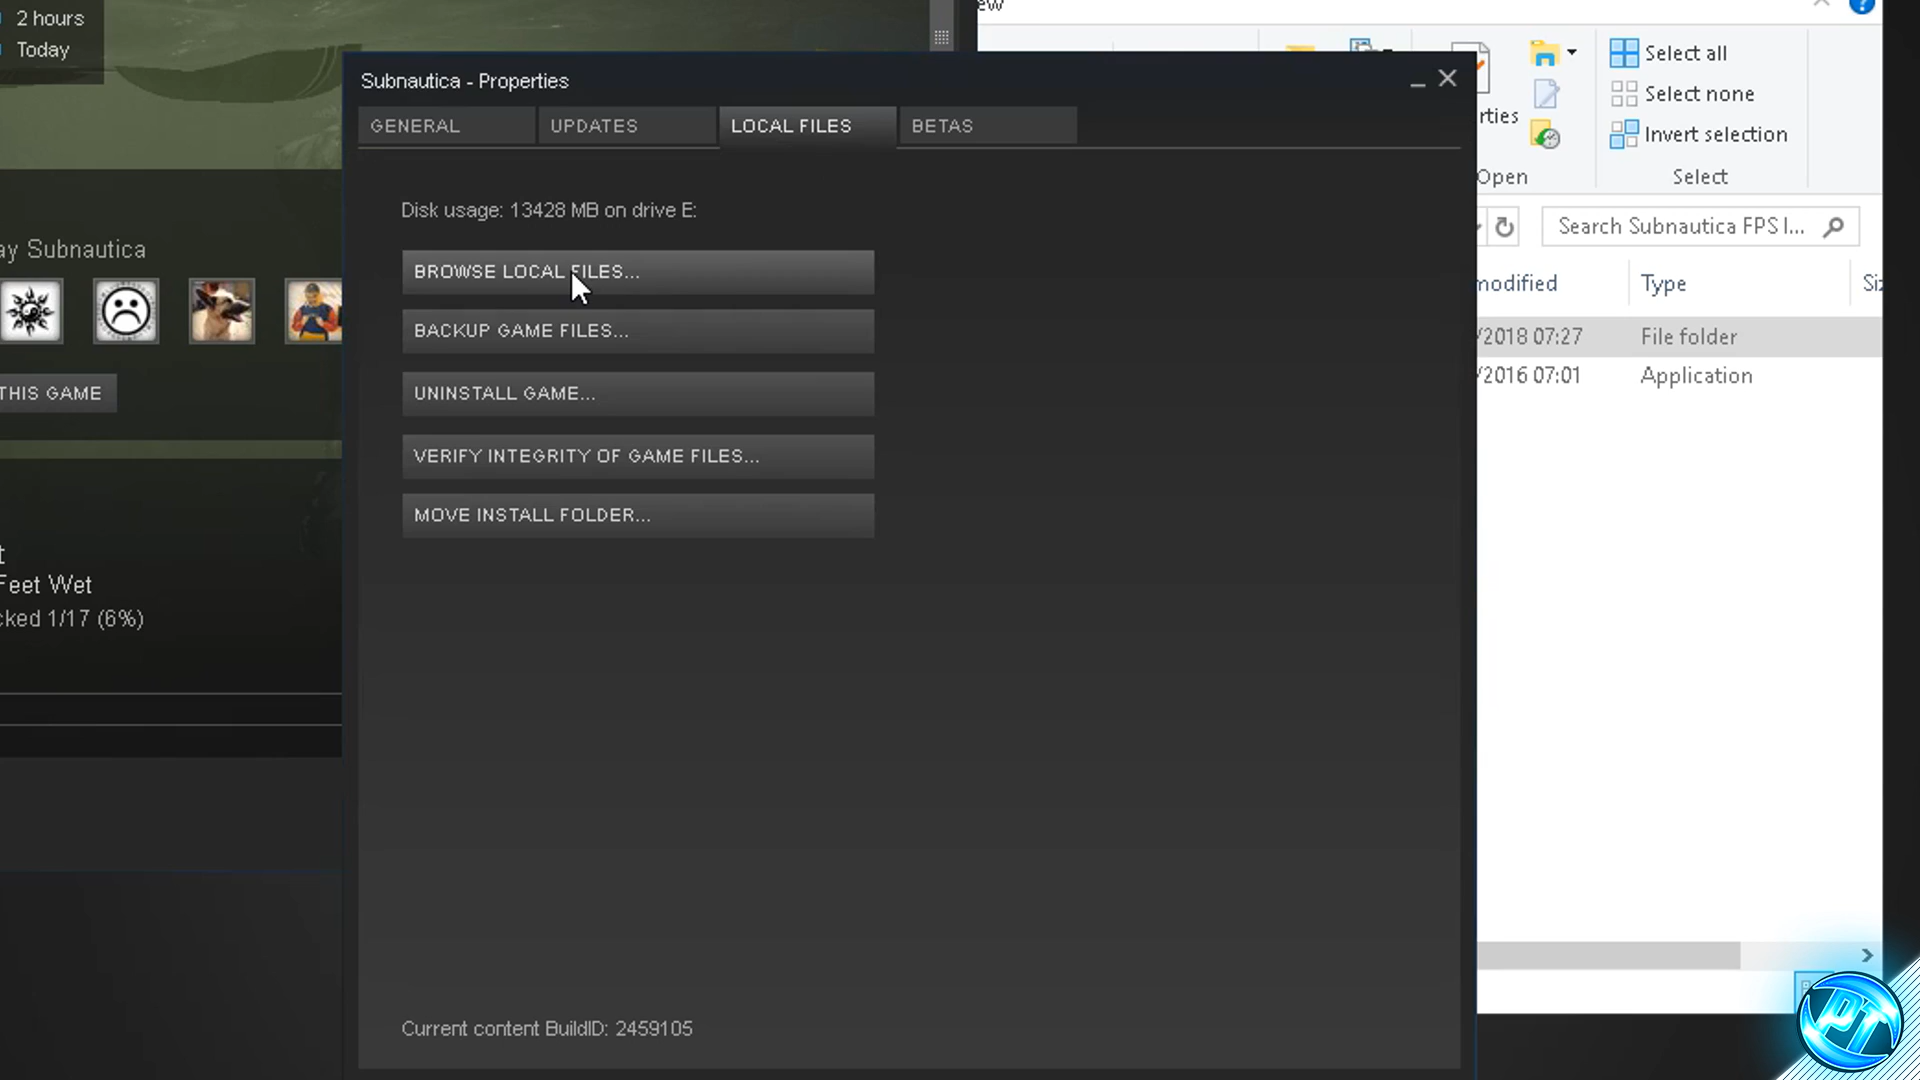 2 hours
Today
ay Subnautica
THIS GAME
t
Feet Wet
cked 1/17 (6%)
Subnautica - Properties
GENERAL
UPDATES
LOCAL FILES
BETAS
Disk usage: 13428 MB on drive E:
BROWSE LOCAL FILES...
BACKUP GAME FILES...
UNINSTALL GAME...
VERIFY INTEGRITY OF GAME FILES...
MOVE INSTALL FOLDER...
Current content BuildID: 2459105
ew
Select all
Select none
Invert selection
rties
Open
Select
Search Subnautica FPS I...
modified
Type
Siz
/2018 07:27
File folder
/2016 07:01
Application
PT